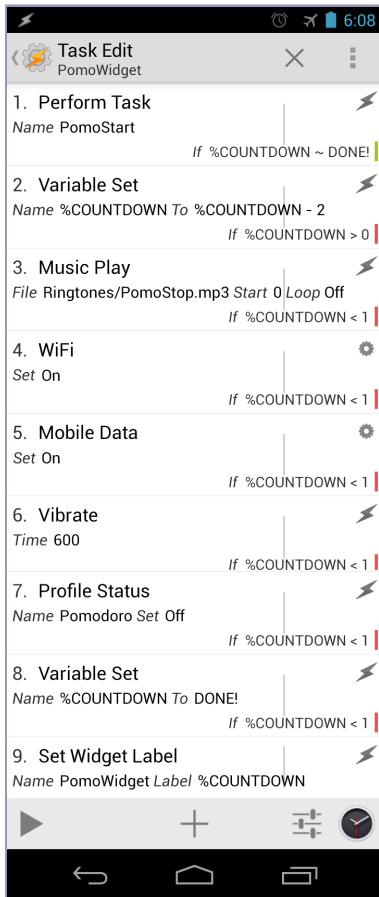 6:08
Task Edit
PomoWidget
1. Perform Task
Name PomoStart
If %COUNTDOWN ~ DONE!
2. Variable Set
Name %COUNTDOWN To %COUNTDOWN - 2
If %COUNTDOWN > 0
3. Music Play
File Ringtones/PomoStop.mp3 Start 0 Loop Off
If %COUNTDOWN < 1
4. WiFi
Set On
If %COUNTDOWN < 1
5. Mobile Data
Set On
If %COUNTDOWN < 1
6. Vibrate
Time 600
If %COUNTDOWN < 1
7. Profile Status
Name Pomodoro Set Off
If %COUNTDOWN < 1
8. Variable Set
Name %COUNTDOWN To DONE!
If %COUNTDOWN < 1
9. Set Widget Label
Name PomoWidget Label %COUNTDOWN